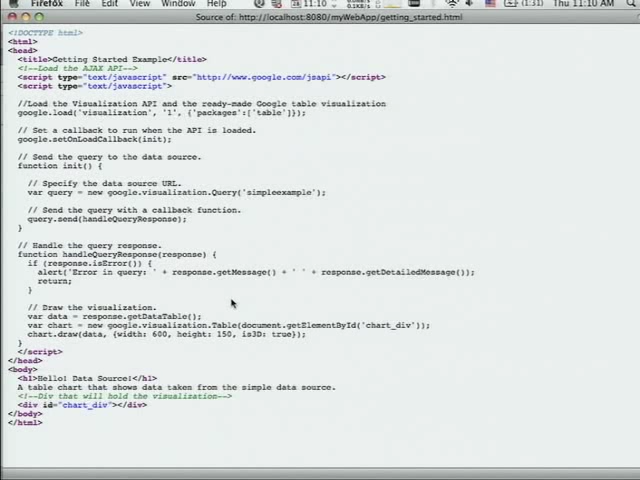 Firefox File Edit View Window Help
11:10
(1:31) Thu 11:10 AM
Source of: http://localhost:8080/myWebApp/getting_started.html
<!DOCTYPE html>
<html>
<head>
<title>Getting Started Example</title>
<!--Load the AJAX API-->
<script type="text/javascript" src="http://www.google.com/jsapi"></script>
<script type="text/javascript">
//Load the Visualization API and the ready-made Google table visualization
google.load('visualization', '1', {'packages':['table']});
// Set a callback to run when the API is loaded.
google.setOnLoadCallback(init);
// Send the query to the data source.
function init() {
// Specify the data source URL.
var query = new google.visualization.Query('simpleexample');
// Send the query with a callback function.
query.send(handleQueryResponse);
}
// Handle the query response.
function handleQueryResponse(response) {
if (response.isError()) {
alert('Error in query: ' + response.getMessage() + ' ' + response.getDetailedMessage());
return;
}
// Draw the visualization.
var data = response.getDataTable();
var chart = new google.visualization.Table(document.getElementById('chart_div'));
chart.draw(data, {width: 600, height: 150, is3D: true});
}
</script>
</head>
<body>
<h1>Hello! Data Source!</h1>
A table chart that shows data taken from the simple data source.
<!--Div that will hold the visualization-->
<div id="chart_div"></div>
</body>
</html>